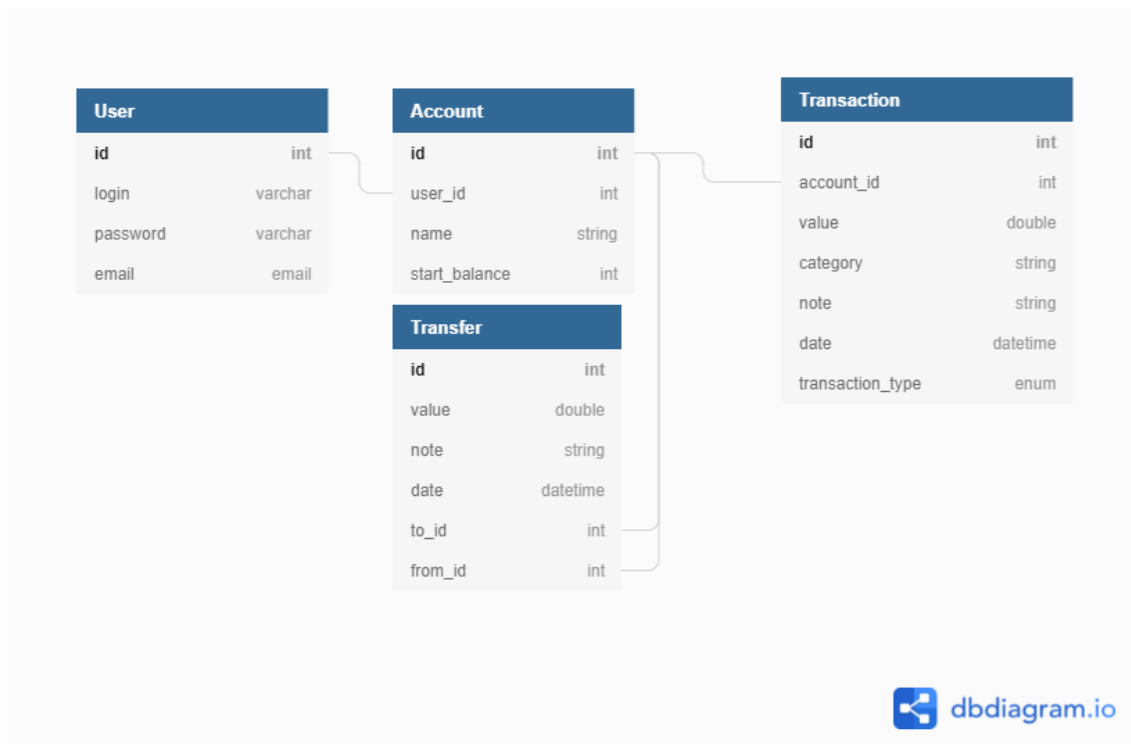 User
id int
login varchar
password varchar
email email
Account
id int
user_id int
name string
start_balance int
Transfer
id int
value double
note string
date datetime
to_id int
from_id int
Transaction
id int
account_id int
value double
category string
note string
date datetime
transaction_type enum
dbdiagram.io